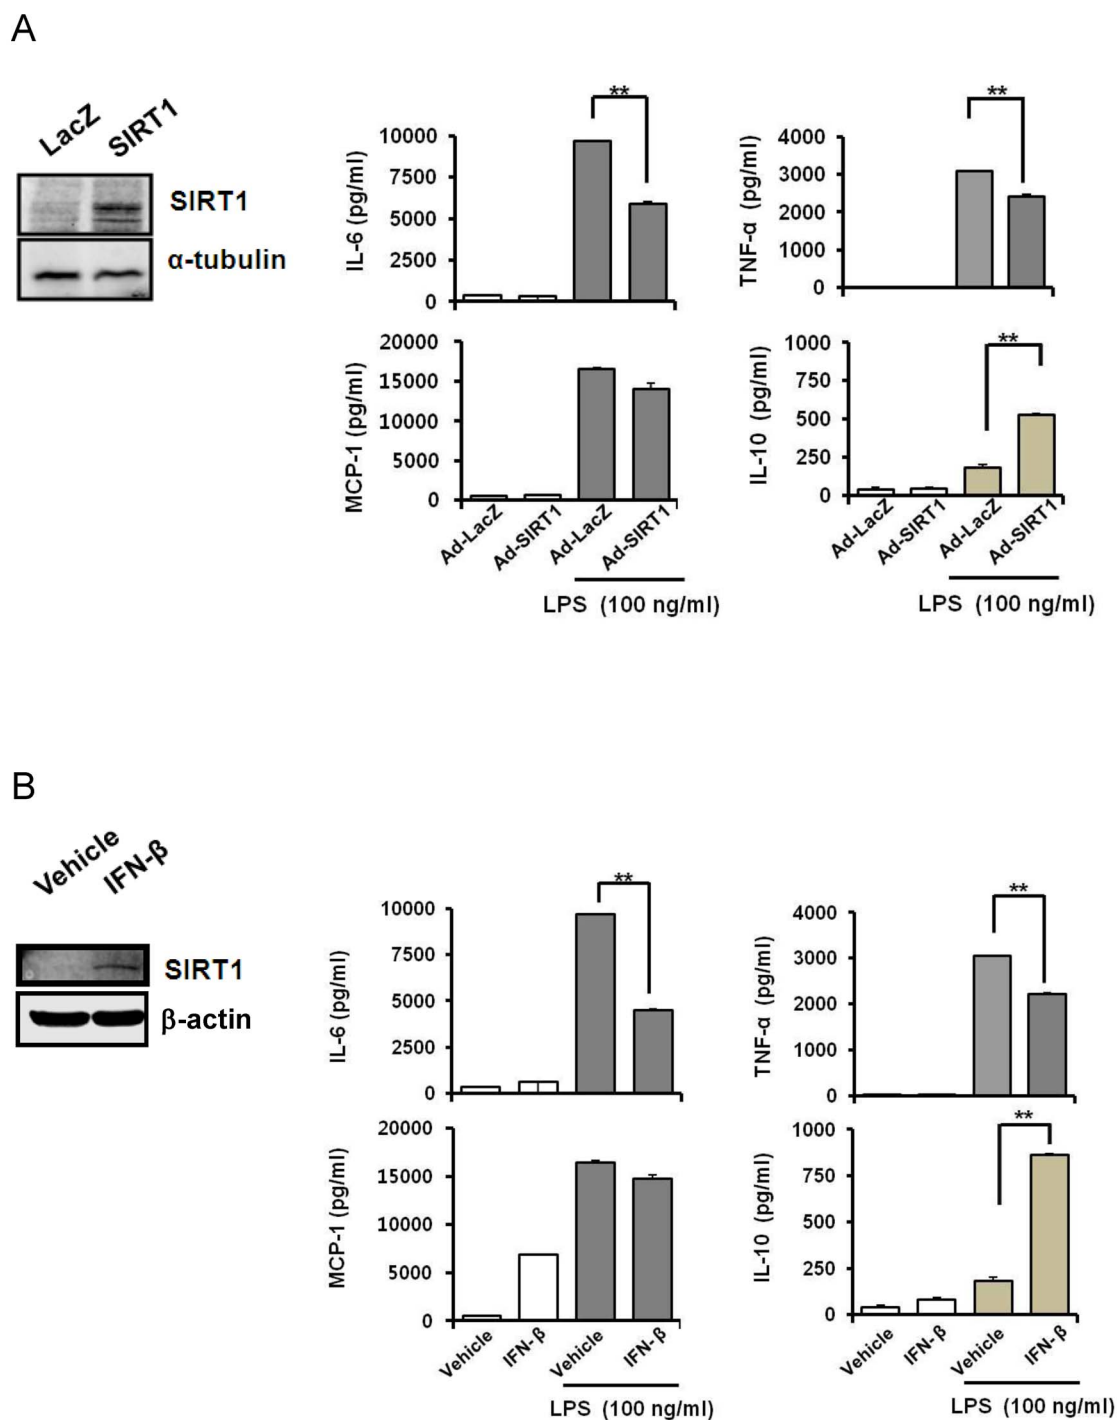 A
LacZ
SIRT1
SIRT1
α-tubulin
**
10000
7500
5000
2500
0
IL-6 (pg/ml)
**
4000
3000
2000
1000
0
TNF-α (pg/ml)
20000
15000
10000
5000
0
MCP-1 (pg/ml)
Ad-LacZ
Ad-SIRT1
Ad-LacZ
Ad-SIRT1
LPS (100 ng/ml)
**
1000
750
500
250
0
IL-10 (pg/ml)
Ad-LacZ
Ad-SIRT1
Ad-LacZ
Ad-SIRT1
LPS (100 ng/ml)
B
Vehicle
IFN-β
SIRT1
β-actin
**
10000
7500
5000
2500
0
IL-6 (pg/ml)
**
4000
3000
2000
1000
0
TNF-α (pg/ml)
20000
15000
10000
5000
0
MCP-1 (pg/ml)
Vehicle
IFN-β
Vehicle
IFN-β
LPS (100 ng/ml)
**
1000
750
500
250
0
IL-10 (pg/ml)
Vehicle
IFN-β
Vehicle
IFN-β
LPS (100 ng/ml)